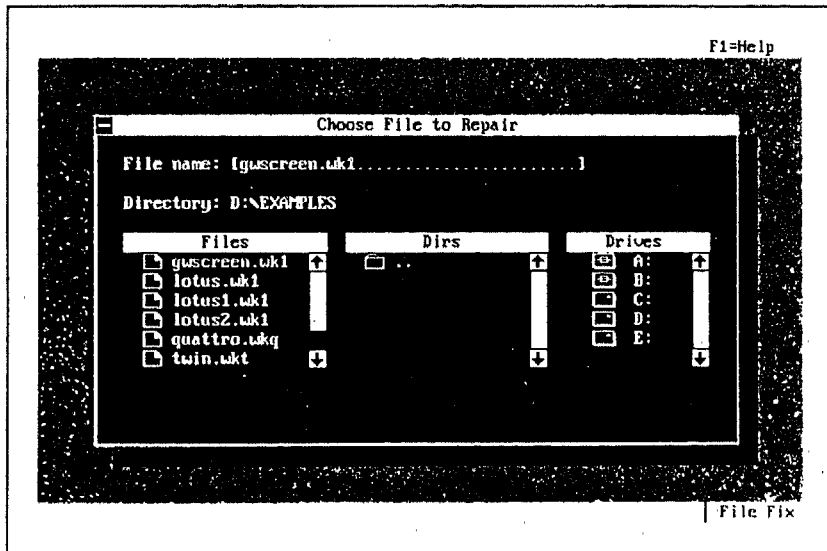 F1=Help
Choose File to Repair
File name: [gwscreen.wk1.......................]
Directory: D:\EXAMPLES
Files Dirs Drives
gwscreen.wk1 .. A:
lotus.wk1 B:
lotus1.wk1 C:
lotus2.wk1 D:
quattro.wkq E:
twin.wkt
File Fix